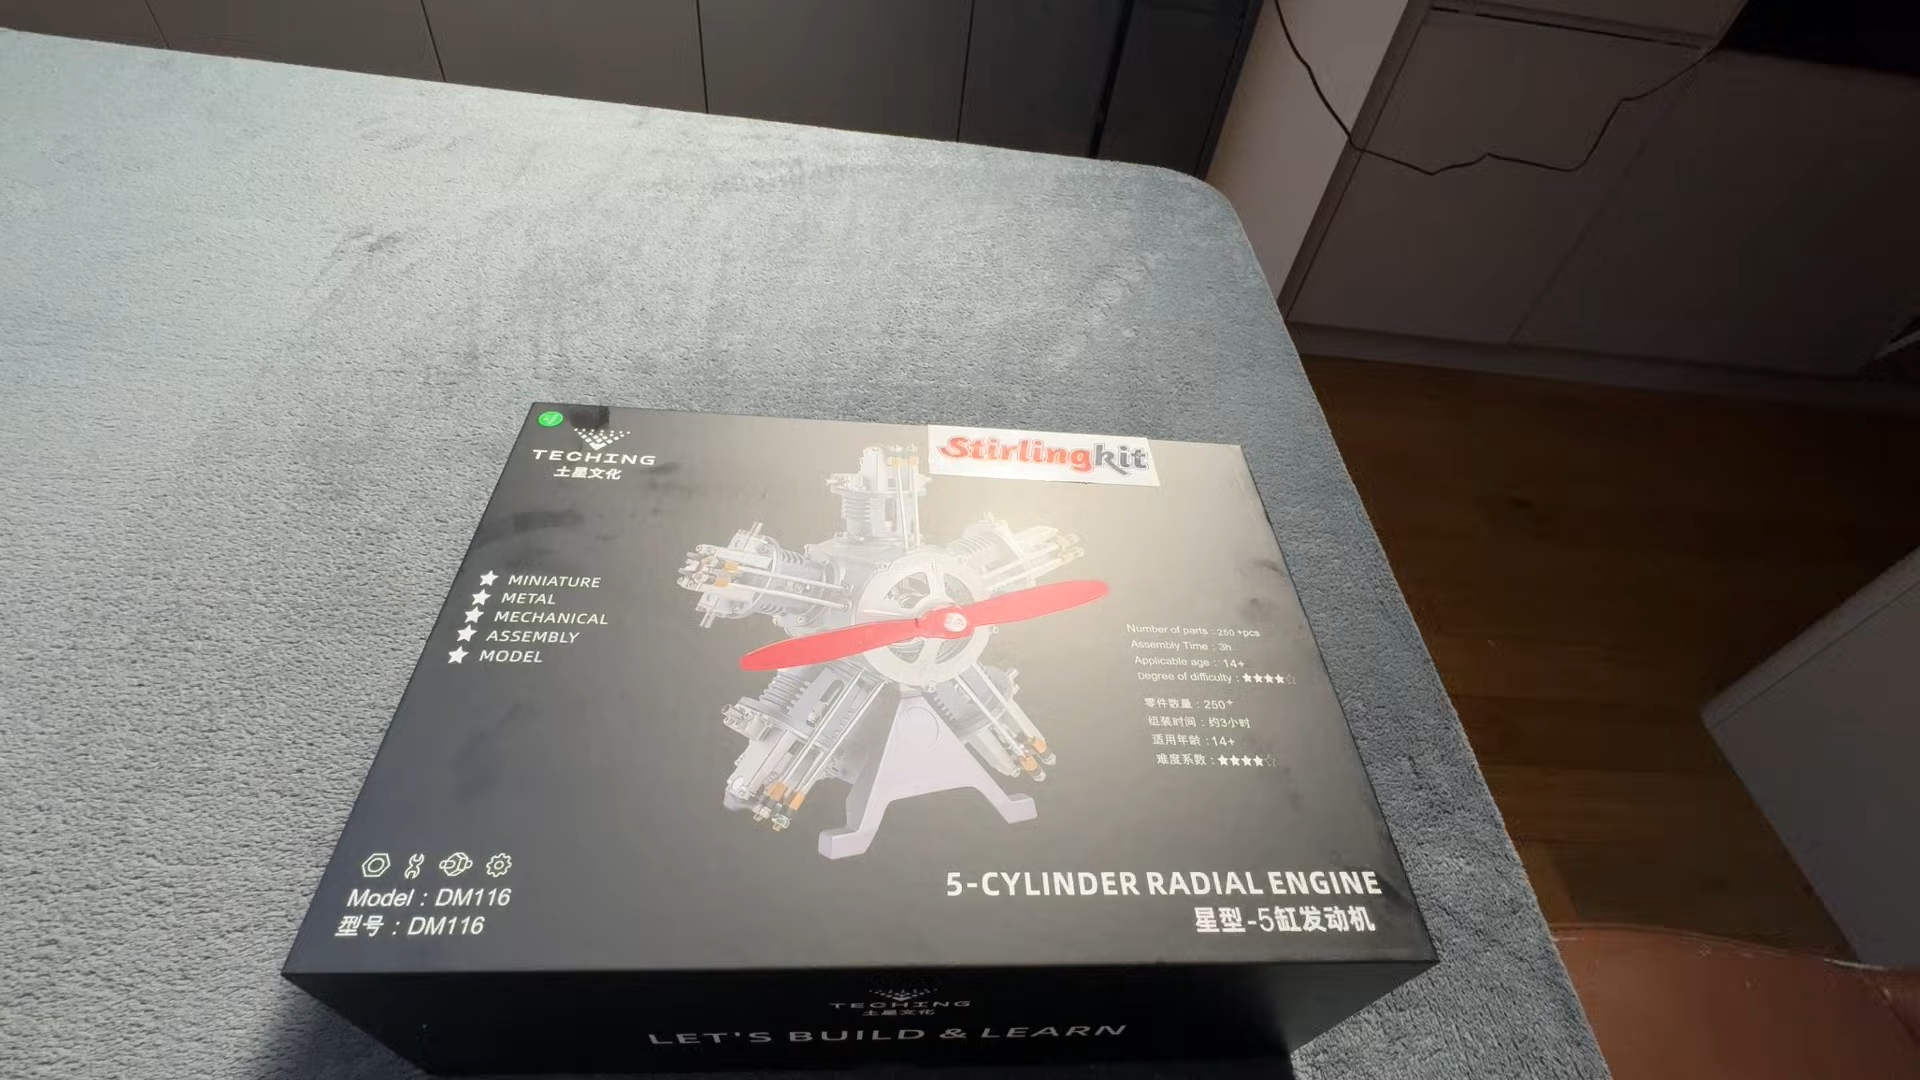 TECHING
土星文化
Stirlingkit
MINIATURE
METAL
MECHANICAL
ASSEMBLY
MODEL
Number of parts : 250 +pcs
Assembly Time : 3h
Applicable age : 14+
Degree of difficulty : ★★★★☆
零件数量 : 250+
组装时间 : 约3小时
适用年龄 : 14+
难度系数 : ★★★★☆
Model : DM116
型号 : DM116
5-CYLINDER RADIAL ENGINE
星型-5缸发动机
TECHING
土星文化
LET'S BUILD & LEARN